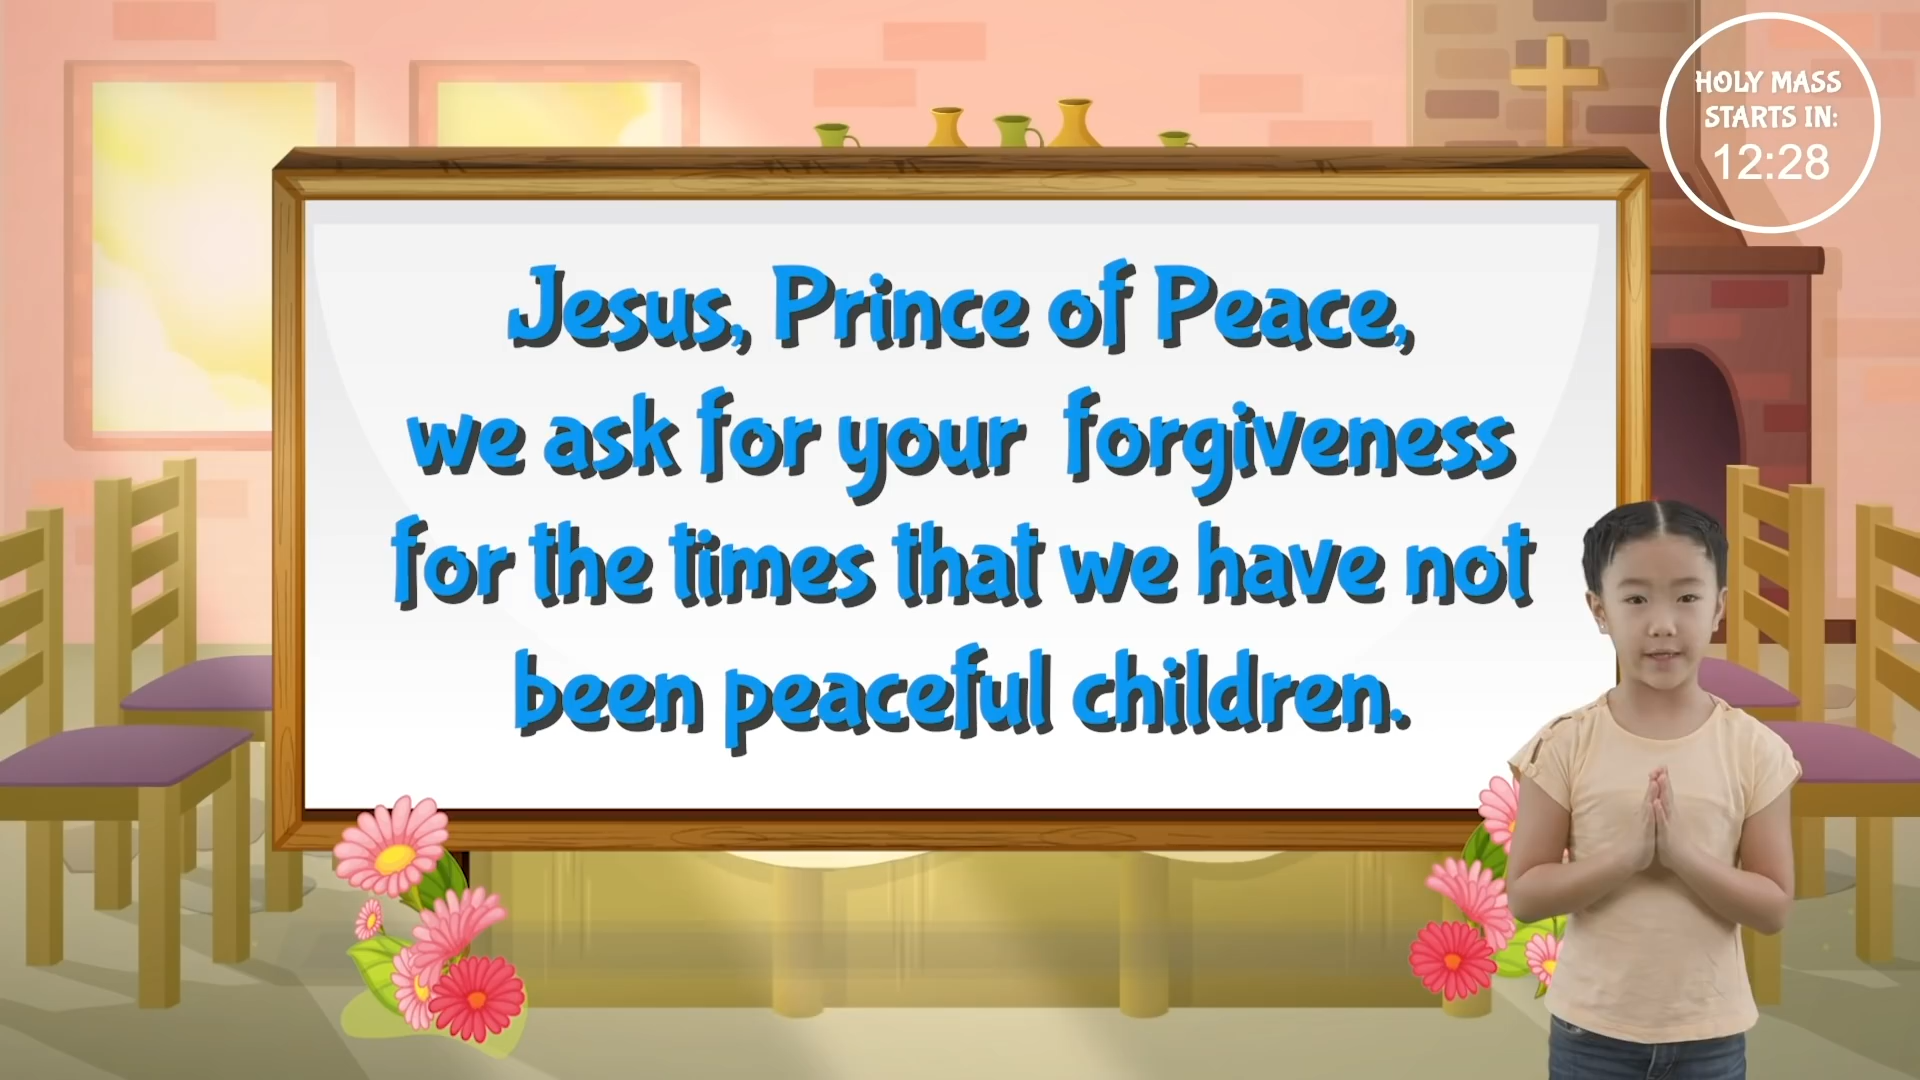 HOLY MASS
STARTS IN:
12:28
Jesus, Prince of Peace,
we ask for your forgiveness
for the times that we have not
been peaceful children.